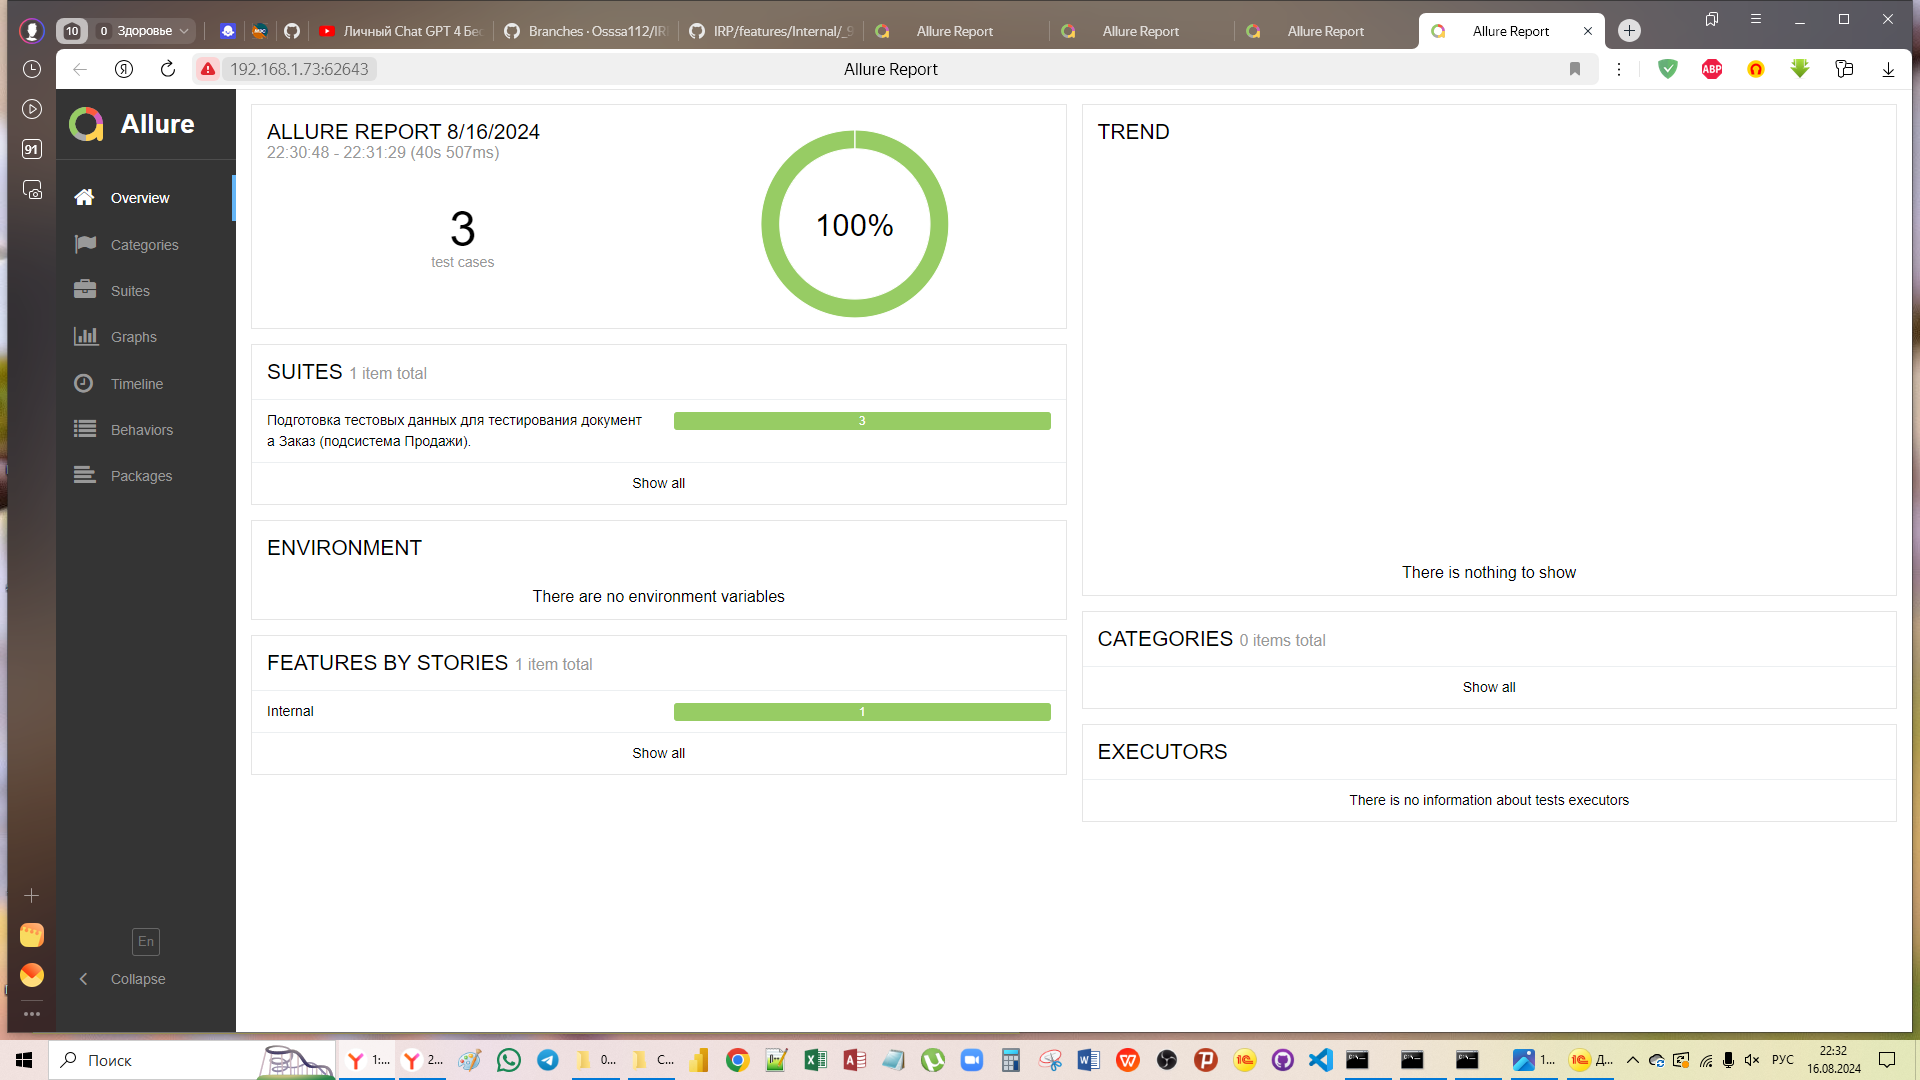 10
0 Здоровье
Личный Chat GPT 4 Бес
Branches · Osssa112/IR
IRP/features/Internal/_9
Allure Report
Allure Report
Allure Report
Allure Report
Я
192.168.1.73:62643
Allure Report
ABP
91
Allure
Overview
Categories
Suites
Graphs
Timeline
Behaviors
Packages
En
Collapse
ALLURE REPORT 8/16/2024
22:30:48 - 22:31:29 (40s 507ms)
3
test cases
100%
SUITES 1 item total
Подготовка тестовых данных для тестирования документ
а Заказ (подсистема Продажи).
3
Show all
ENVIRONMENT
There are no environment variables
FEATURES BY STORIES 1 item total
Internal
1
Show all
TREND
There is nothing to show
CATEGORIES 0 items total
Show all
EXECUTORS
There is no information about tests executors
Поиск
1:...
2...
0...
С...
1...
Д...
РУС
22:32
16.08.2024